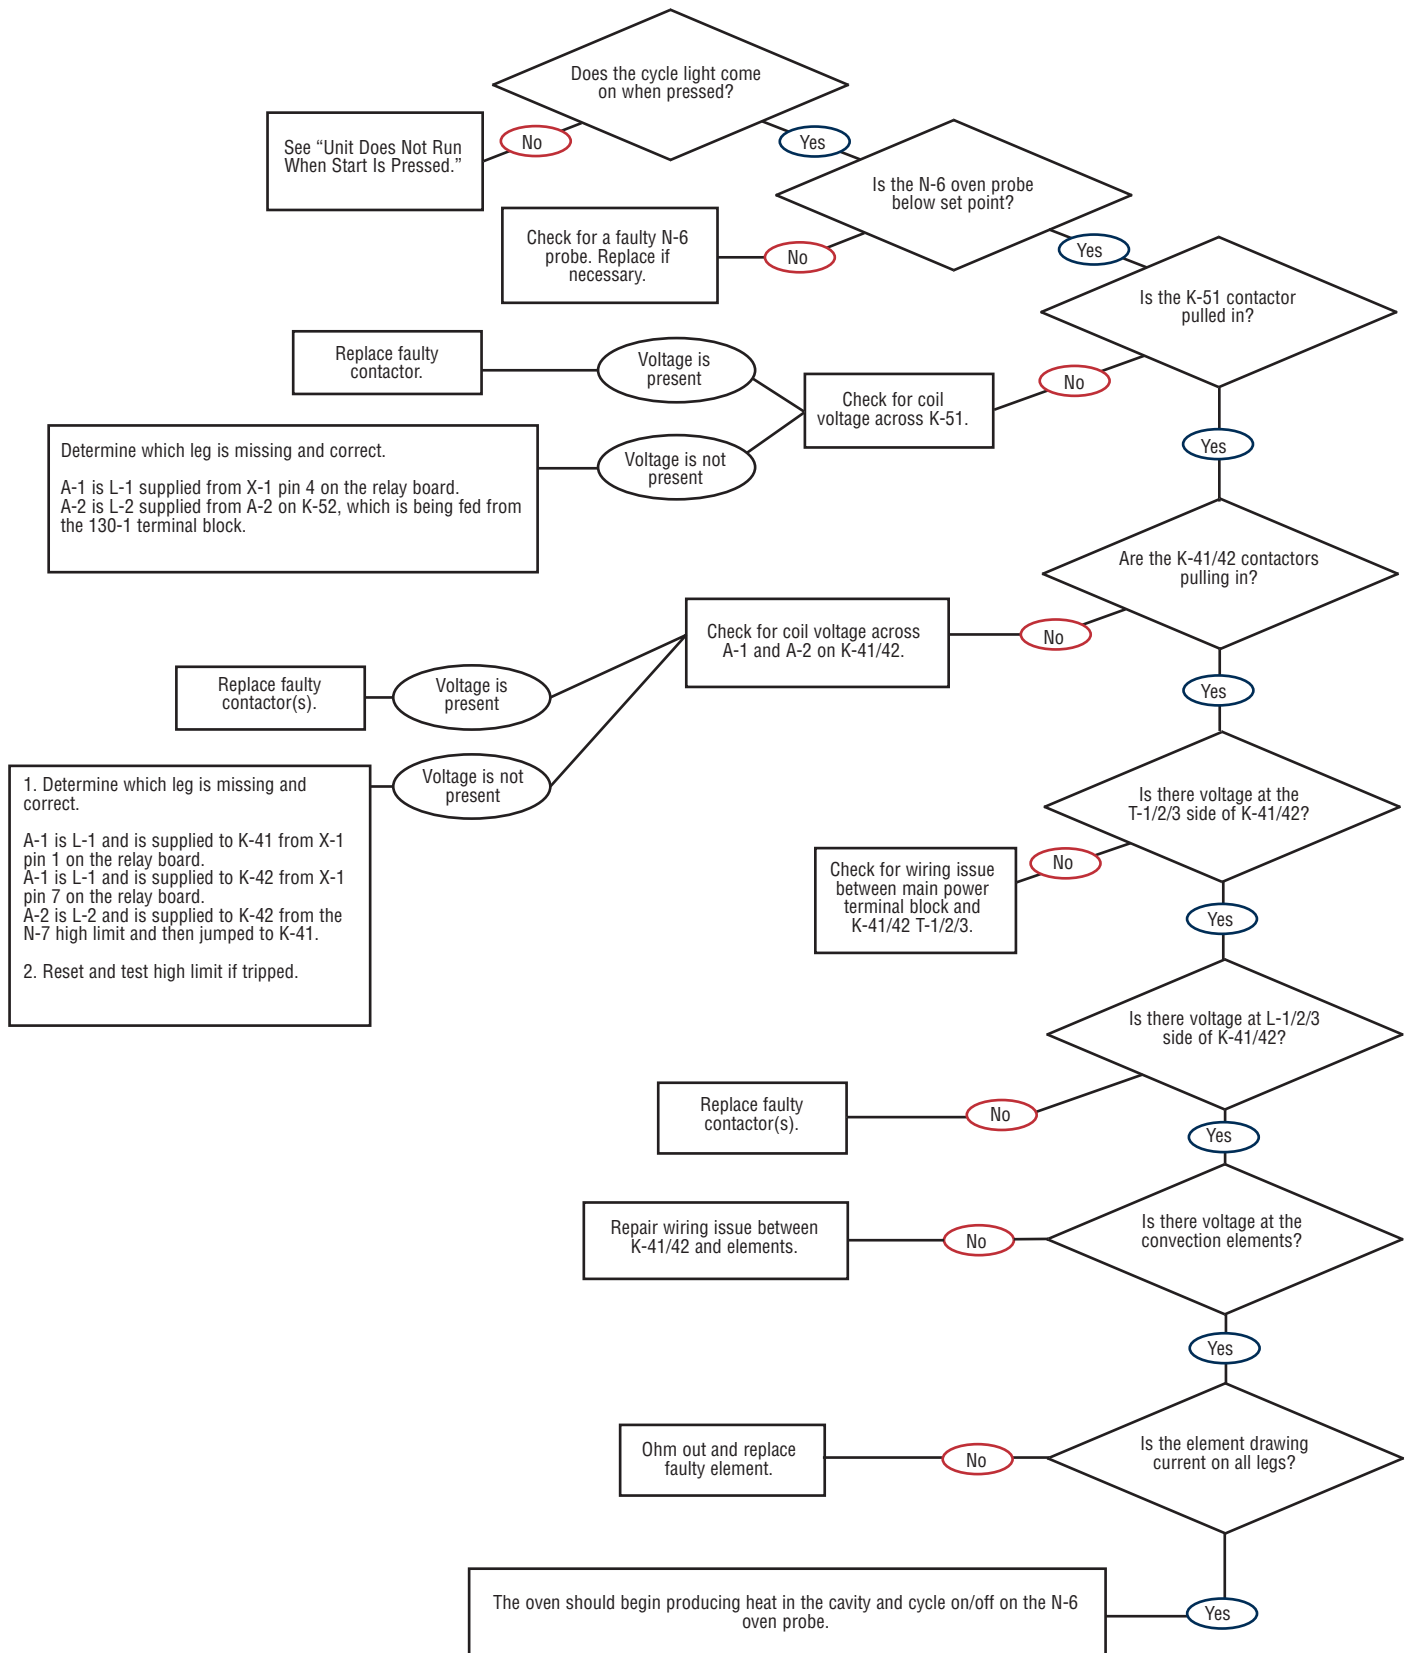 Does the cycle light come
on when pressed?
See “Unit Does Not Run
When Start Is Pressed.”
No
Yes
Is the N-6 oven probe
below set point?
Check for a faulty N-6
probe. Replace if
necessary.
No
Yes
Is the K-51 contactor
pulled in?
Replace faulty
contactor.
Voltage is
present
Check for coil
voltage across K-51.
No
Determine which leg is missing and correct.
A-1 is L-1 supplied from X-1 pin 4 on the relay board.
A-2 is L-2 supplied from A-2 on K-52, which is being fed from
the 130-1 terminal block.
Voltage is not
present
Yes
Are the K-41/42 contactors
pulling in?
Check for coil voltage across
A-1 and A-2 on K-41/42.
No
Replace faulty
contactor(s).
Voltage is
present
Yes
1. Determine which leg is missing and
correct.
A-1 is L-1 and is supplied to K-41 from X-1
pin 1 on the relay board.
A-1 is L-1 and is supplied to K-42 from X-1
pin 7 on the relay board.
A-2 is L-2 and is supplied to K-42 from the
N-7 high limit and then jumped to K-41.
2. Reset and test high limit if tripped.
Voltage is not
present
Is there voltage at the
T-1/2/3 side of K-41/42?
Check for wiring issue
between main power
terminal block and
K-41/42 T-1/2/3.
No
Yes
Is there voltage at L-1/2/3
side of K-41/42?
Replace faulty
contactor(s).
No
Yes
Is there voltage at the
convection elements?
Repair wiring issue between
K-41/42 and elements.
No
Yes
Is the element drawing
current on all legs?
Ohm out and replace
faulty element.
No
The oven should begin producing heat in the cavity and cycle on/off on the N-6
oven probe.
Yes